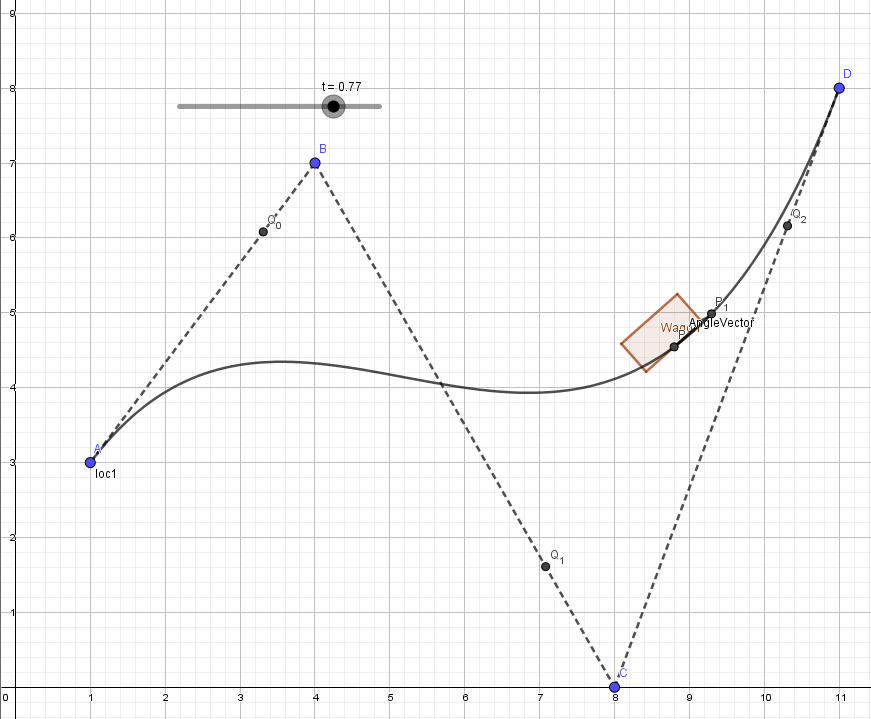 9
t = 0.77
D
8
B
7
Q₂
Q₀
6
P₁
5
AngleVector
Wagon
P
4
A
3
loc1
2
Q₁
1
C
0 1 2 3 4 5 6 7 8 9 10 11